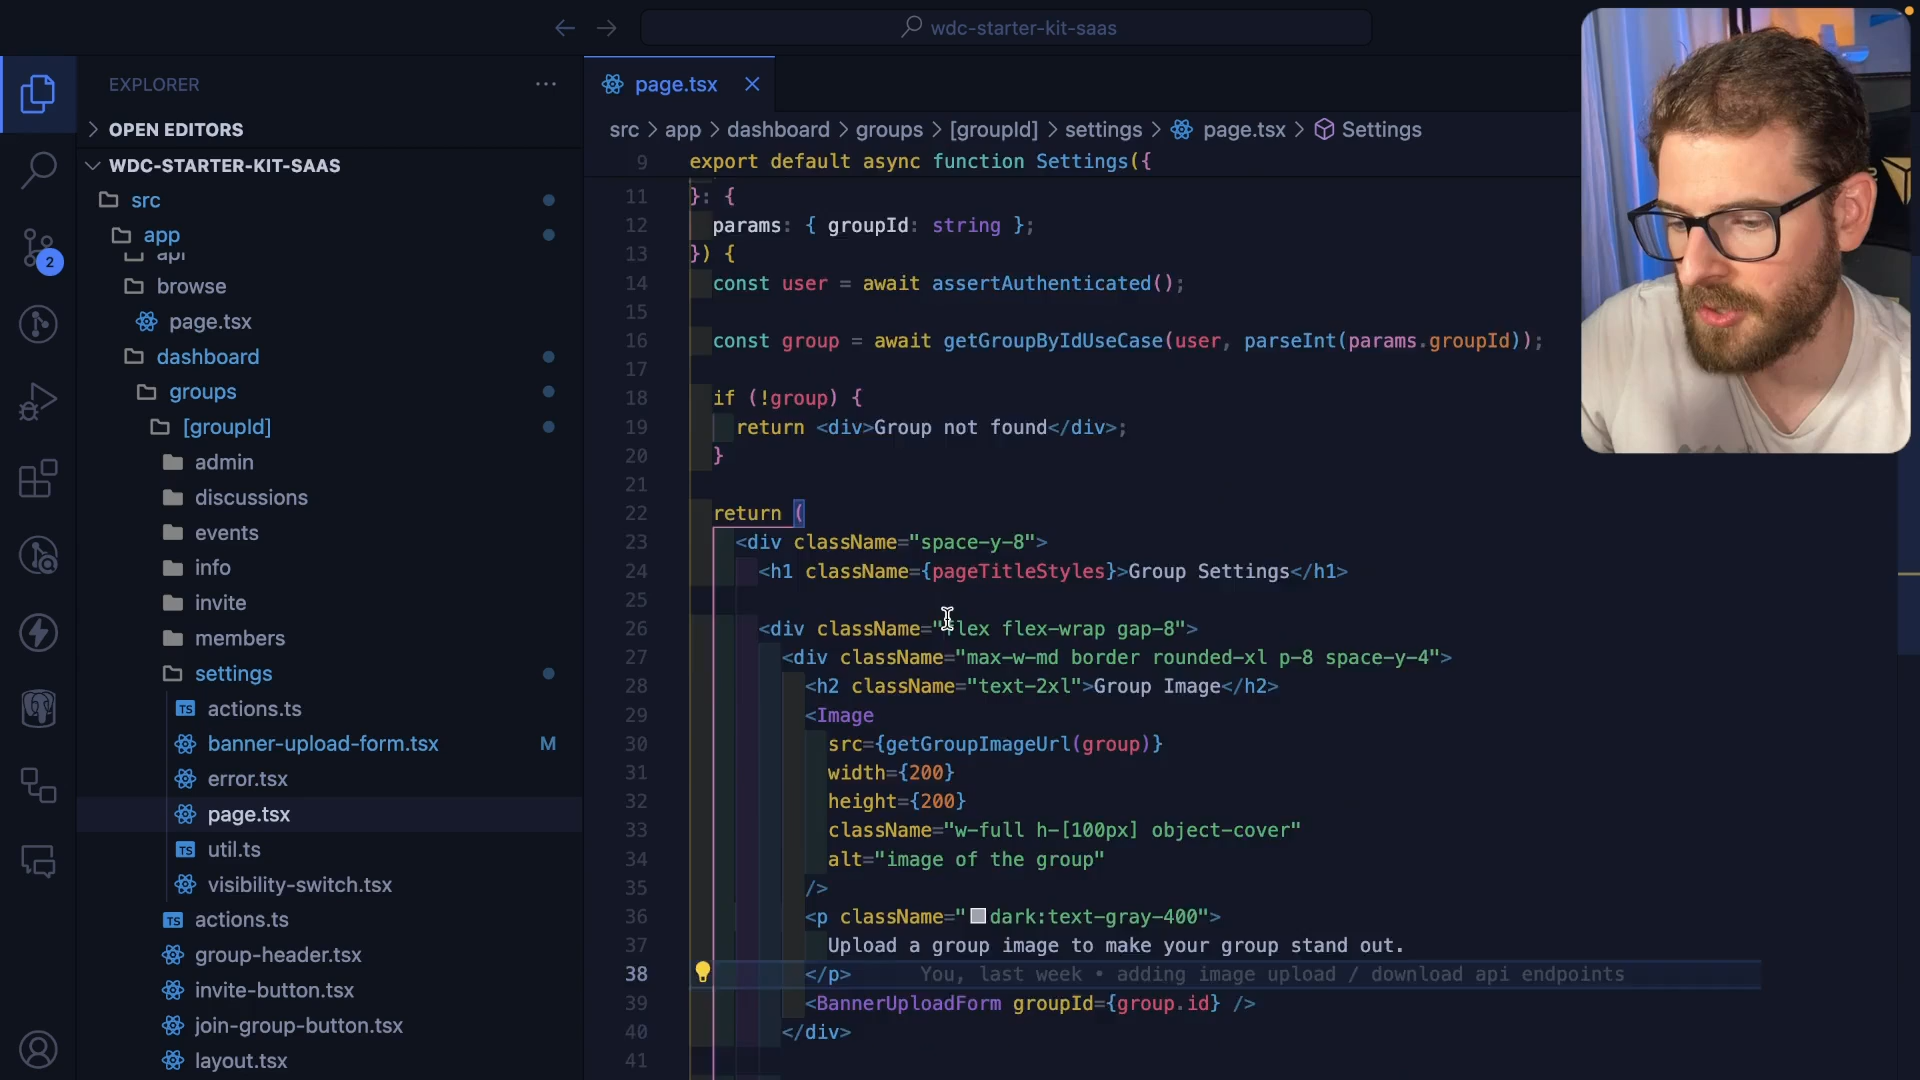 wdc-starter-kit-saas
EXPLORER
OPEN EDITORS
WDC-STARTER-KIT-SAAS
src
app
api
browse
page.tsx
dashboard
groups
[groupId]
admin
discussions
events
info
invite
members
settings
TS actions.ts
banner-upload-form.tsx M
error.tsx
page.tsx
TS util.ts
visibility-switch.tsx
TS actions.ts
group-header.tsx
invite-button.tsx
join-group-button.tsx
layout.tsx
2
page.tsx
src > app > dashboard > groups > [groupId] > settings > page.tsx > Settings
9 export default async function Settings({
11 }: {
12 params: { groupId: string };
13 }) {
14 const user = await assertAuthenticated();
15
16 const group = await getGroupByIdUseCase(user, parseInt(params.groupId));
17
18 if (!group) {
19 return <div>Group not found</div>;
20 }
21
22 return (
23 <div className="space-y-8">
24 <h1 className={pageTitleStyles}>Group Settings</h1>
25
26 <div className="flex flex-wrap gap-8">
27 <div className="max-w-md border rounded-xl p-8 space-y-4">
28 <h2 className="text-2xl">Group Image</h2>
29 <Image
30 src={getGroupImageUrl(group)}
31 width={200}
32 height={200}
33 className="w-full h-[100px] object-cover"
34 alt="image of the group"
35 />
36 <p className="dark:text-gray-400">
37 Upload a group image to make your group stand out.
38 </p> You, last week • adding image upload / download api endpoints
39 <BannerUploadForm groupId={group.id} />
40 </div>
41